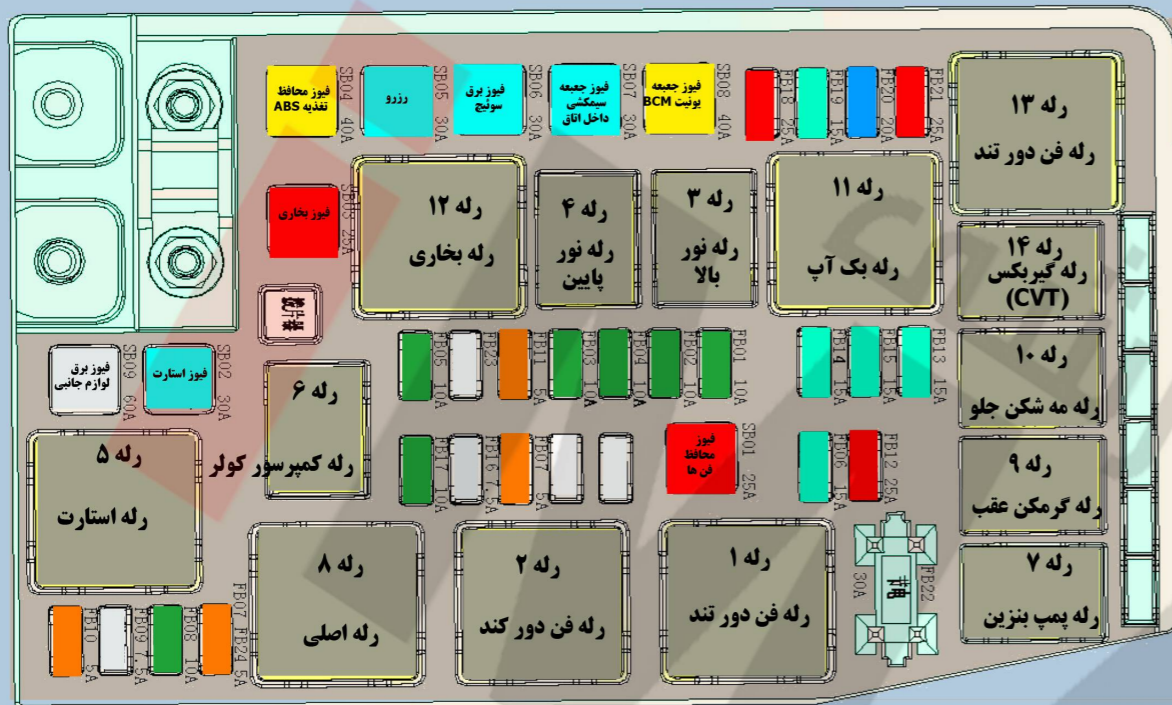 فیوز محافظ
تغذیه ABS
SB04 40A
رزرو
SB05 30A
فیوز برق
سوئیچ
SB06 30A
فیوز جعبه
سیمکشی
داخل اتاق
SB07 30A
فیوز جعبه
یونیت BCM
SB08 40A
FB18 25A
FB19 15A
FB20 20A
FB21 25A
رله ۱۳
رله فن دور تند
فیوز بخاری
SB03 25A
رله ۱۲
رله بخاری
رله ۴
رله نور
پایین
رله ۳
رله نور
بالا
رله ۱۱
رله بک آپ
رله ۱۴
رله گیربکس
(CVT)
فیوز برق
لوازم جانبی
SB09 60A
فیوز استارت
SB02 30A
رله ۶
رله کمپرسور کولر
FB05 10A
FB23
FB11 5A
FB03 10A
FB04 10A
FB02 10A
FB01 10A
FB14 15A
FB15 15A
FB13 15A
رله ۱۰
رله مه شکن جلو
رله ۵
رله استارت
FB17 10A
FB16 7.5A
FB07 5A
فیوز
محافظ
فن ها
SB01 25A
FB06 15A
FB12 25A
رله ۹
رله گرمکن عقب
رله ۸
رله اصلی
رله ۲
رله فن دور کند
رله ۱
رله فن دور تند
30A
FB22
رله ۷
رله پمپ بنزین
FB10 5A
FB09 7.5A
FB08 10A
FB07 FB24 5A